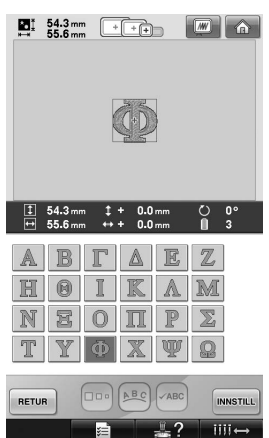 54.3 mm
55.6 mm
Φ
54.3 mm + 0.0 mm 0°
55.6 mm + 0.0 mm 3
Α Β Γ Δ Ε Ζ
Η Θ Ι Κ Λ Μ
Ν Ξ Ο Π Ρ Σ
Τ Υ Φ Χ Ψ Ω
RETUR ABC ✓ABC INNSTILL
?